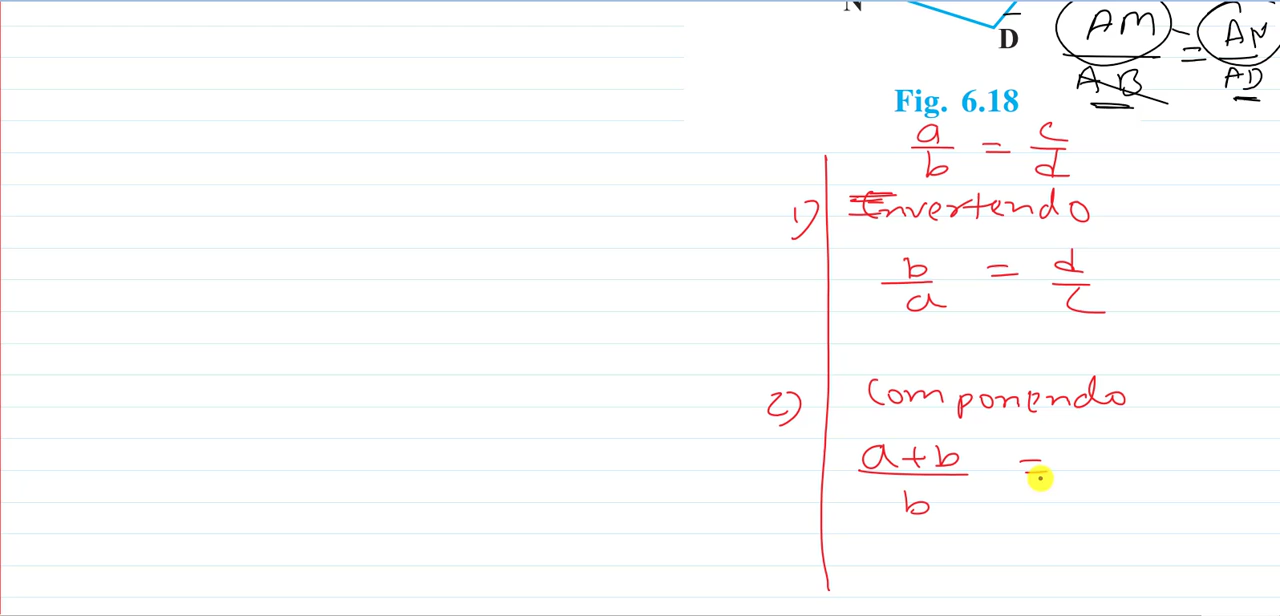 N
D
AM/AB = AN/AD
Fig. 6.18
a/b = c/d
1) Invertendo
b/a = d/c
2) Componendo
a+b/b =